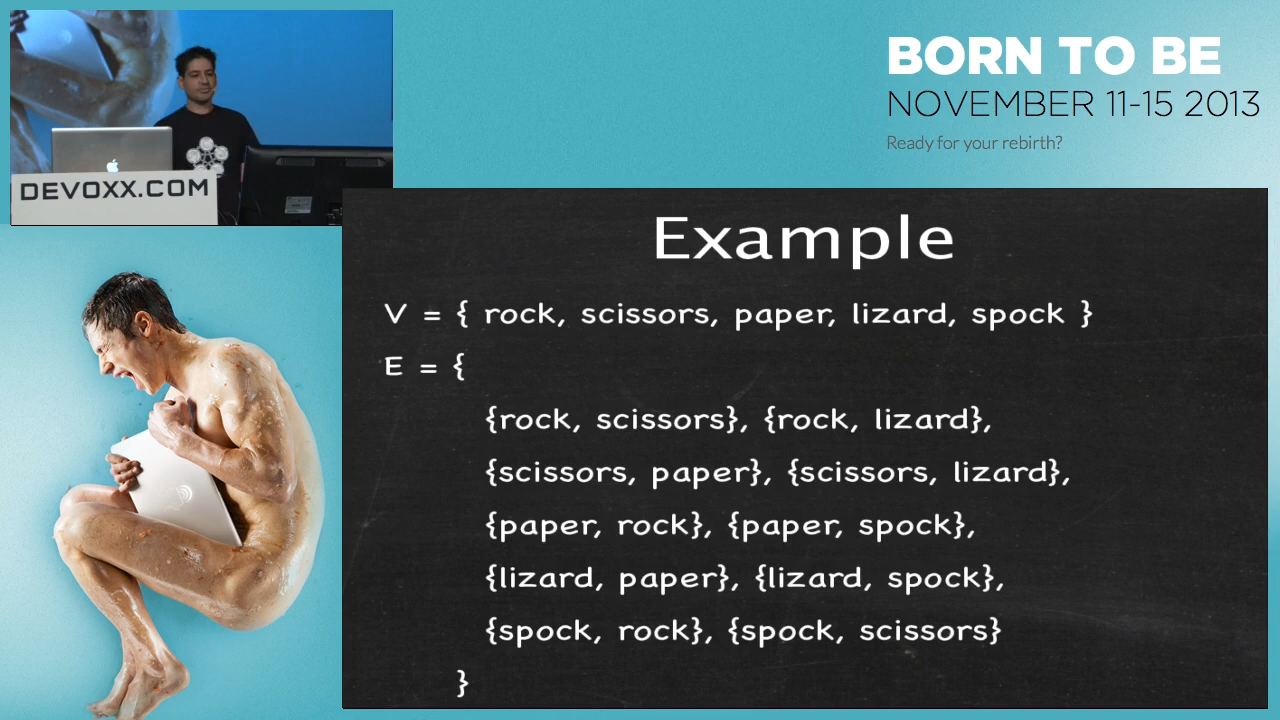 BORN TO BE
NOVEMBER 11-15 2013
Ready for your rebirth?
DEVOXX.COM
Example
V = { rock, scissors, paper, lizard, spock }
E = {
{rock, scissors}, {rock, lizard},
{scissors, paper}, {scissors, lizard},
{paper, rock}, {paper, spock},
{lizard, paper}, {lizard, spock},
{spock, rock}, {spock, scissors}
}